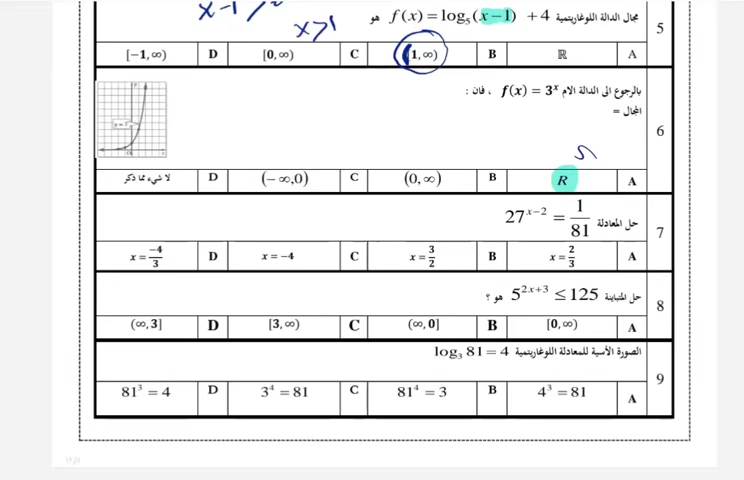 x-1>0
x>1
5 مجال الدالة اللوغاريتمية f(x) = log₅(x−1) + 4 هو
A ℝ B (1,∞) C [0,∞) D [−1,∞)
6 بالرجوع الى الدالة الام f(x) = 3ˣ ، فان :
المجال =
A R B (0,∞) C (−∞,0) D لا شيء مما ذكر
7 حل المعادلة 27ˣ⁻² = 1/81
A x = 2/3 B x = 3/2 C x = −4 D x = −4/3
8 حل المتباينة 5²ˣ⁺³ ≤ 125 هو ؟
A [0,∞) B (∞,0] C [3,∞) D (∞,3]
9 الصورة الأسية للمعادلة اللوغاريتمية log₃ 81 = 4
A 4³ = 81 B 81⁴ = 3 C 3⁴ = 81 D 81³ = 4